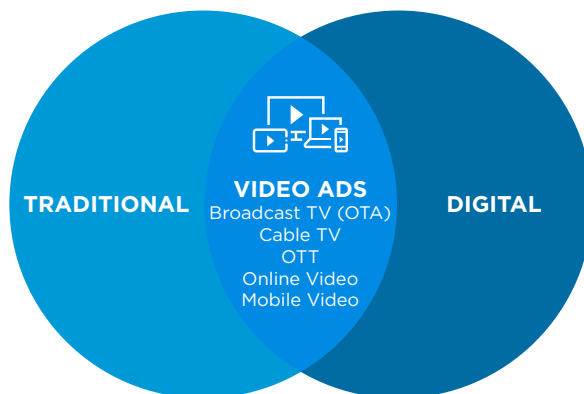 TRADITIONAL
VIDEO ADS
Broadcast TV (OTA)
Cable TV
OTT
Online Video
Mobile Video
DIGITAL